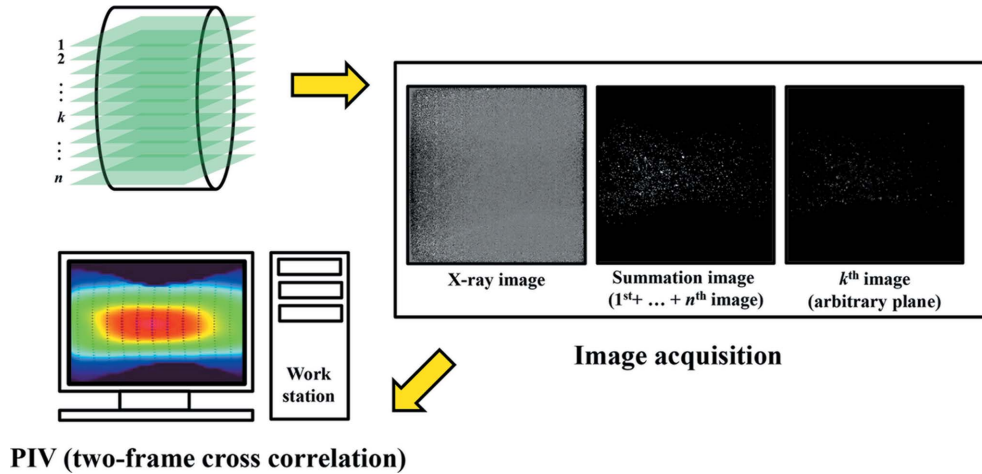 1
2
⋮
k
⋮
n
X-ray image
Summation image
(1st+ … + nth image)
kth image
(arbitrary plane)
Image acquisition
Work
station
PIV (two-frame cross correlation)